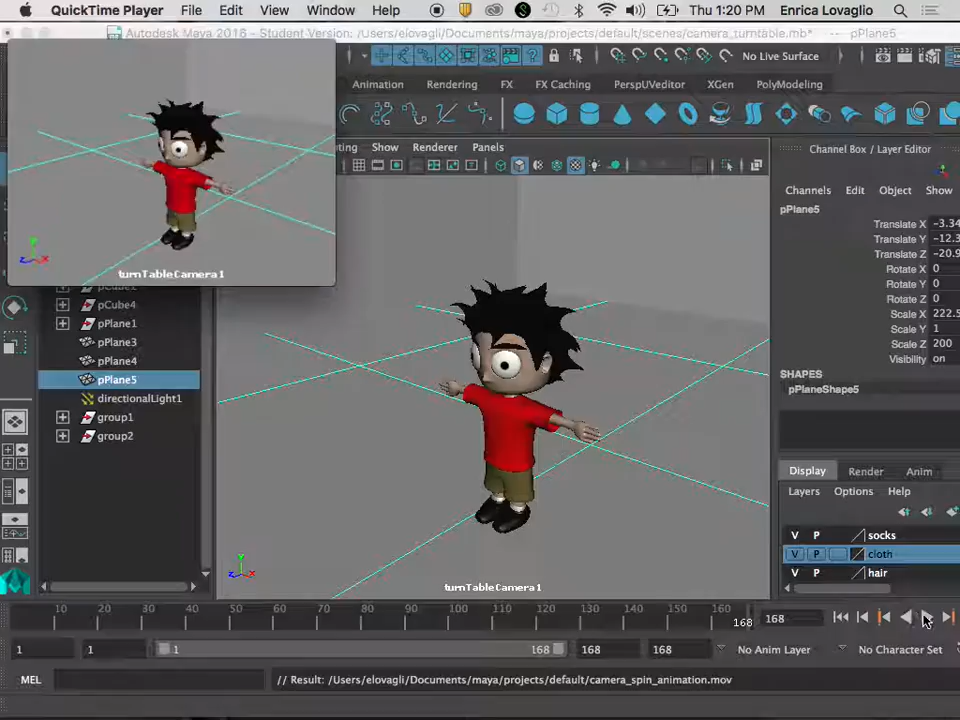 QuickTime Player File Edit View Window Help Thu 1:20 PM Enrica Lovaglio
Autodesk Maya 2016 - Student Version: /Users/elovagli/Documents/maya/projects/default/scenes/camera_turntable.mb* -- pPlane5
No Live Surface
Animation Rendering FX FX Caching PerspUVeditor XGen PolyModeling
Show Renderer Panels
Channel Box / Layer Editor
Channels Edit Object Show
pPlane5
Translate X -3.34
Translate Y -12.3
Translate Z -20.9
Rotate X 0
Rotate Y 0
Rotate Z 0
Scale X 222.5
Scale Y 1
Scale Z 200
Visibility on
SHAPES
pPlaneShape5
turnTableCamera1
pCube4
pPlane1
pPlane3
pPlane4
pPlane5
directionalLight1
group1
group2
turnTableCamera1
Display Render Anim
Layers Options Help
V P socks
V P cloth
V P hair
10 20 30 40 50 60 70 80 90 100 110 120 130 140 150 160 168 168
1 1 1 168 168 168 No Anim Layer No Character Set
MEL // Result: /Users/elovagli/Documents/maya/projects/default/camera_spin_animation.mov